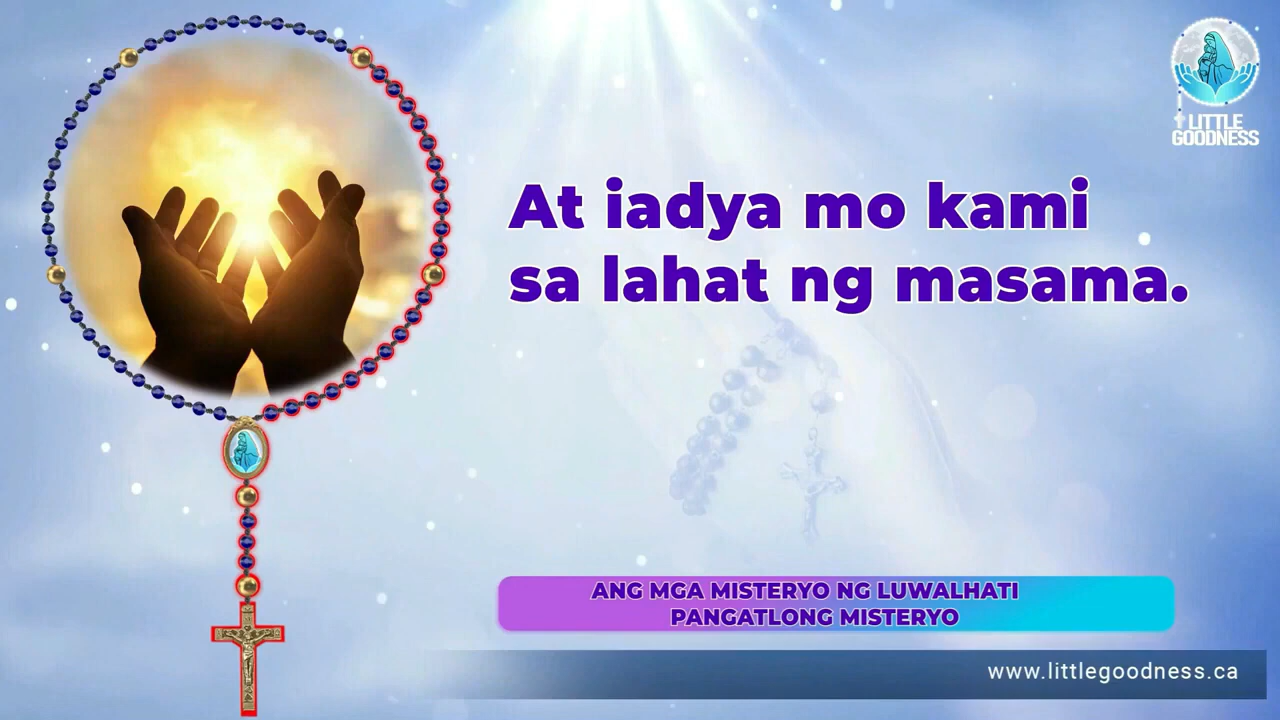 LITTLE
GOODNESS
At iadya mo kami
sa lahat ng masama.
ANG MGA MISTERYO NG LUWALHATI
PANGATLONG MISTERYO
www.littlegoodness.ca